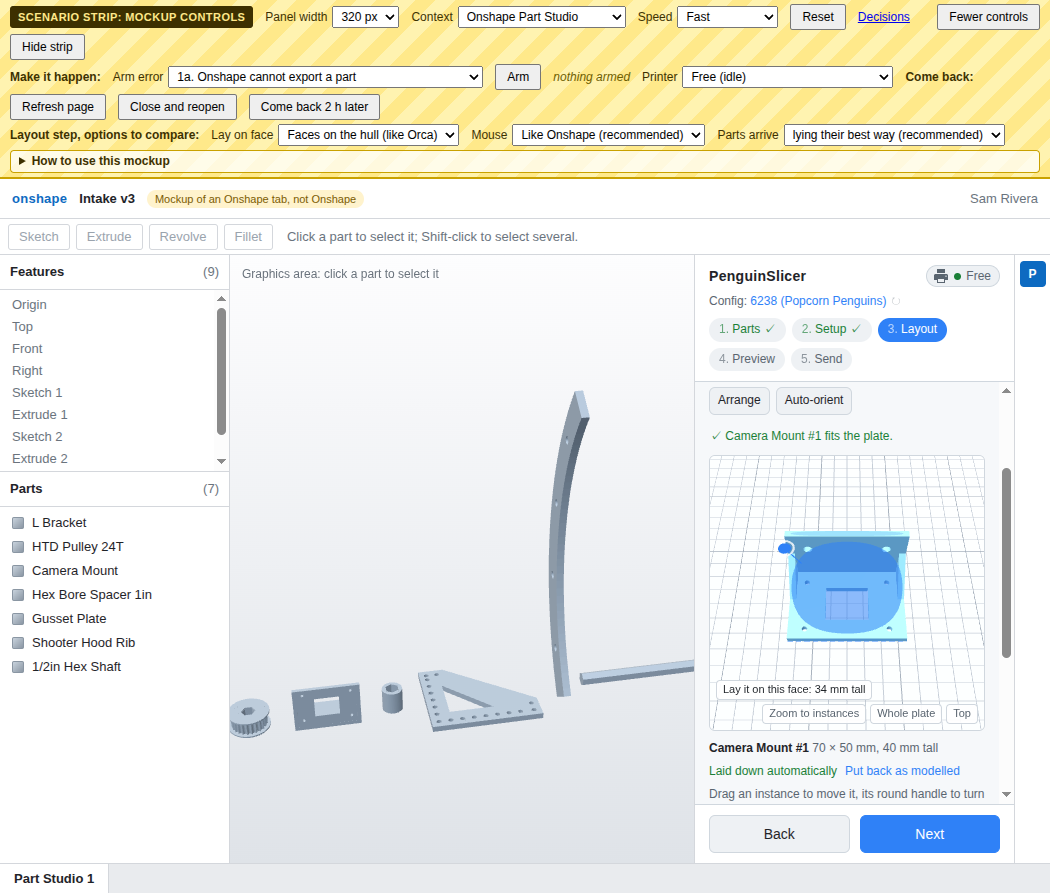 SCENARIO STRIP: MOCKUP CONTROLS Panel width 320 px Context Onshape Part Studio Speed Fast Reset Decisions Fewer controls
Hide strip
Make it happen: Arm error 1a. Onshape cannot export a part Arm nothing armed Printer Free (idle) Come back:
Refresh page Close and reopen Come back 2 h later
Layout step, options to compare: Lay on face Faces on the hull (like Orca) Mouse Like Onshape (recommended) Parts arrive lying their best way (recommended)
How to use this mockup
onshape Intake v3 Mockup of an Onshape tab, not Onshape Sam Rivera
Sketch Extrude Revolve Fillet Click a part to select it; Shift-click to select several.
Features (9)
Origin
Top
Front
Right
Sketch 1
Extrude 1
Sketch 2
Extrude 2
Parts (7)
L Bracket
HTD Pulley 24T
Camera Mount
Hex Bore Spacer 1in
Gusset Plate
Shooter Hood Rib
1/2in Hex Shaft
Graphics area: click a part to select it
PenguinSlicer Free
Config: 6238 (Popcorn Penguins)
1. Parts ✓ 2. Setup ✓ 3. Layout
4. Preview 5. Send
Arrange Auto-orient
✓ Camera Mount #1 fits the plate.
Lay it on this face: 34 mm tall
Zoom to instances Whole plate Top
Camera Mount #1 70 × 50 mm, 40 mm tall
Laid down automatically Put back as modelled
Drag an instance to move it, its round handle to turn
Back Next
P
Part Studio 1